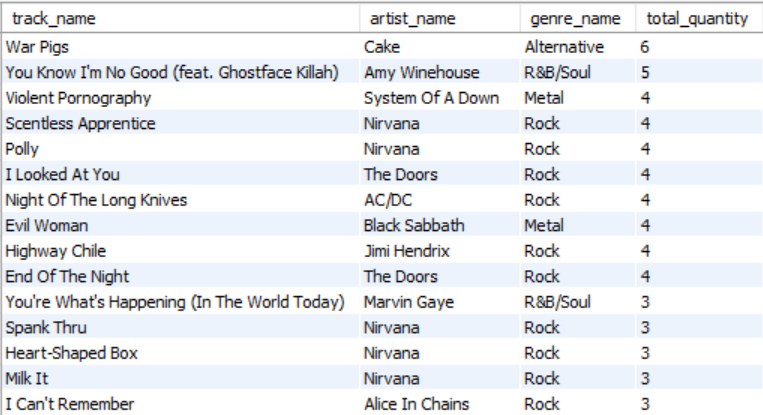 track_name artist_name genre_name total_quantity
War Pigs Cake Alternative 6
You Know I'm No Good (feat. Ghostface Killah) Amy Winehouse R&B/Soul 5
Violent Pornography System Of A Down Metal 4
Scentless Apprentice Nirvana Rock 4
Polly Nirvana Rock 4
I Looked At You The Doors Rock 4
Night Of The Long Knives AC/DC Rock 4
Evil Woman Black Sabbath Metal 4
Highway Chile Jimi Hendrix Rock 4
End Of The Night The Doors Rock 4
You're What's Happening (In The World Today) Marvin Gaye R&B/Soul 3
Spank Thru Nirvana Rock 3
Heart-Shaped Box Nirvana Rock 3
Milk It Nirvana Rock 3
I Can't Remember Alice In Chains Rock 3